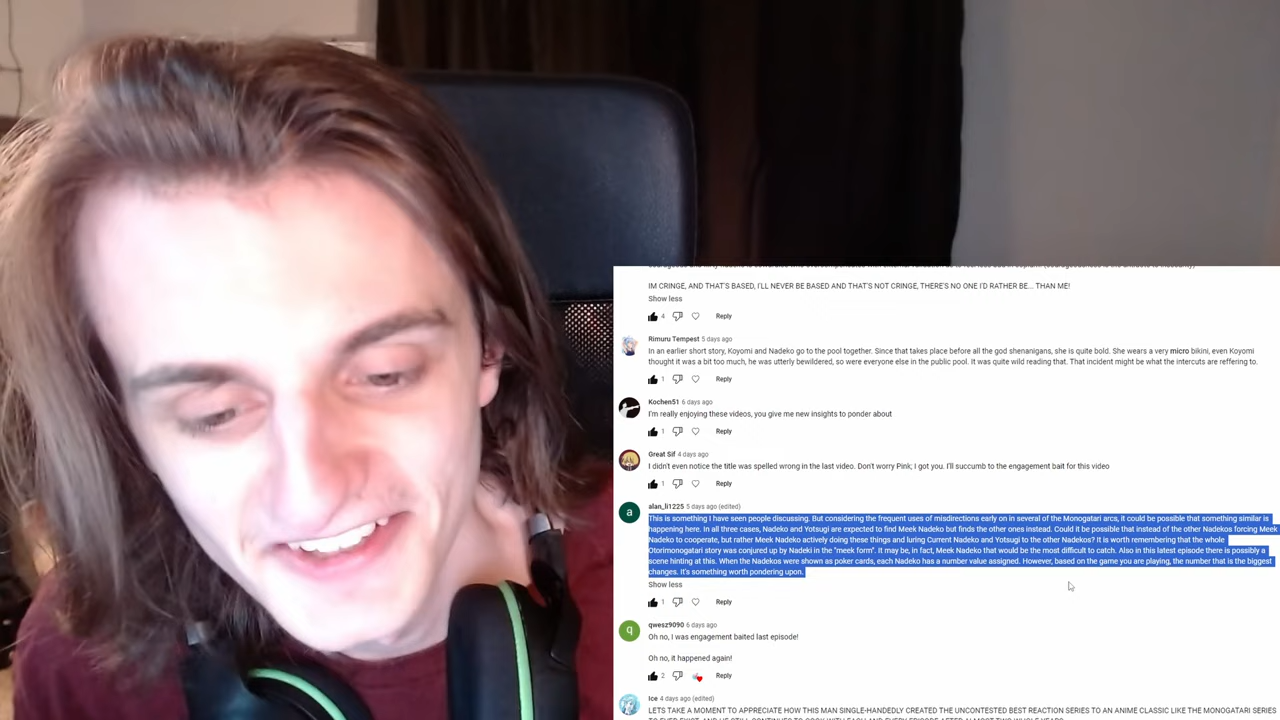 IM CRINGE, AND THAT'S BASED, I'LL NEVER BE BASED AND THAT'S NOT CRINGE, THERE'S NO ONE I'D RATHER BE... THAN ME!
Show less
4 Reply
Rimuru Tempest 5 days ago
In an earlier short story, Koyomi and Nadeko go to the pool together. Since that takes place before all the god shenanigans, she is quite bold. She wears a very micro bikini, even Koyomi
thought it was a bit too much, he was utterly bewildered, so were everyone else in the public pool. It was quite wild reading that. That incident might be what the intercuts are reffering to.
1 Reply
Kochen51 6 days ago
I'm really enjoying these videos, you give me new insights to ponder about
1 Reply
Great Sif 4 days ago
I didn't even notice the title was spelled wrong in the last video. Don't worry Pink; I got you. I'll succumb to the engagement bait for this video
1 Reply
a
alan_li1225 5 days ago (edited)
This is something I have seen people discussing. But considering the frequent uses of misdirections early on in several of the Monogatari arcs, it could be possible that something simillar is
happening here. In all three cases, Nadeko and Yotsugi are expected to find Meek Nadeko but finds the other ones instead. Could it be possible that instead of the other Nadekos forcing Meek
Nadeko to cooperate, but rather Meek Nadeko actively doing these things and luring Current Nadeko and Yotsugi to the other Nadekos? It is worth remembering that the whole
Otorimonogatari story was conjured up by Nadeki in the "meek form". It may be, in fact, Meek Nadeko that would be the most difficult to catch. Also in this latest episode there is possibly a
scene hinting at this. When the Nadekos were shown as poker cards, each Nadeko has a number value assigned. However, based on the game you are playing, the number that is the biggest
changes. It's something worth pondering upon.
Show less
1 Reply
q
qwesz9090 6 days ago
Oh no, I was engagement baited last episode!
Oh no, it happened again!
2 Reply
Ice 4 days ago (edited)
LETS TAKE A MOMENT TO APPRECIATE HOW THIS MAN SINGLE-HANDEDLY CREATED THE UNCONTESTED BEST REACTION SERIES TO AN ANIME CLASSIC LIKE THE MONOGATARI SERIES